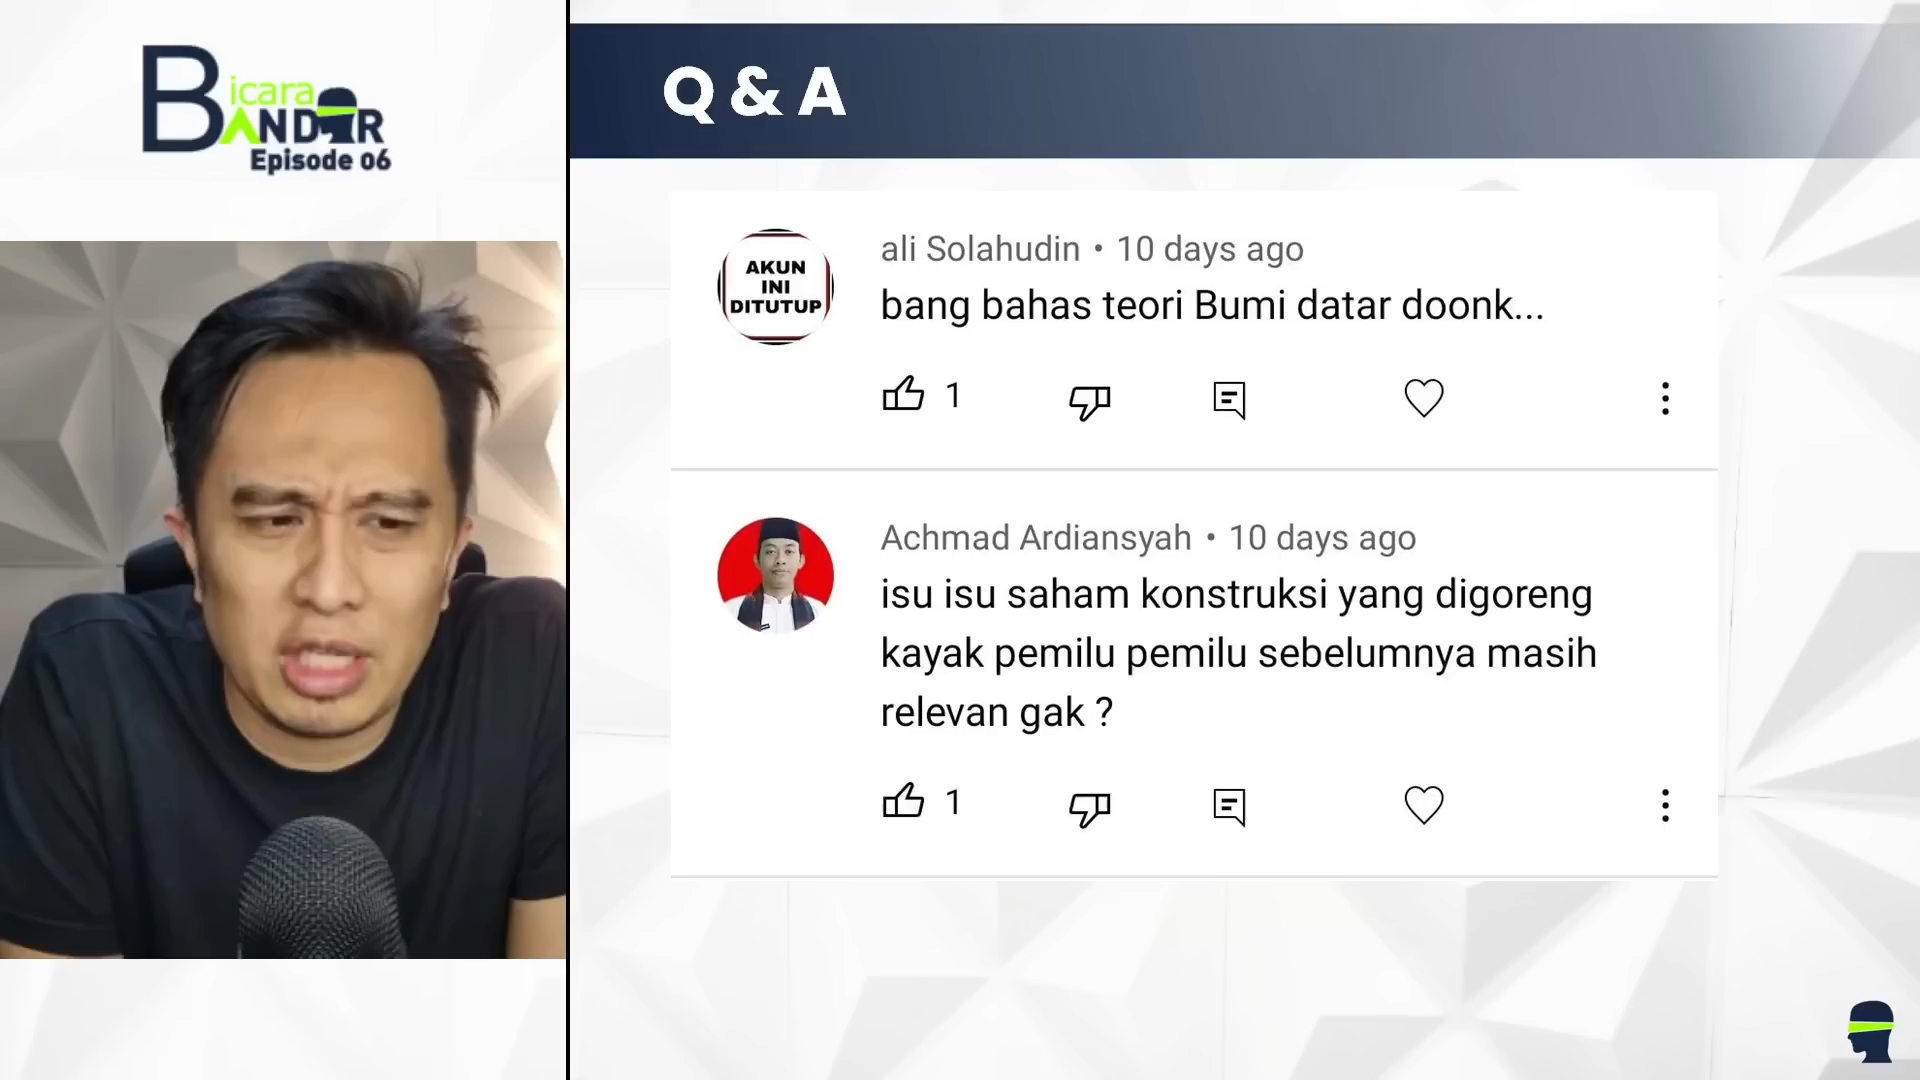 Bicara
BANDAR
Episode 06
Q & A
AKUN
INI
DITUTUP
ali Solahudin • 10 days ago
bang bahas teori Bumi datar doonk...
1
Achmad Ardiansyah • 10 days ago
isu isu saham konstruksi yang digoreng
kayak pemilu pemilu sebelumnya masih
relevan gak ?
1